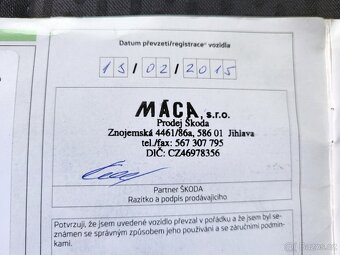 Datum převzetí/registrace* vozidla
13/02/2015
MÁCA, s.r.o.
Prodej Škoda
Znojemská 4461/86a, 586 01 Jihlava
tel./fax: 567 307 795
DIČ: CZ46978356
Partner ŠKODA
Razítko a podpis prodávajícího
Potvrzuji, že jsem uvedené vozidlo převzal v pořádku a že jsem byl se-
známen se správným způsobem jeho používání a se záručními podmín-
kami.